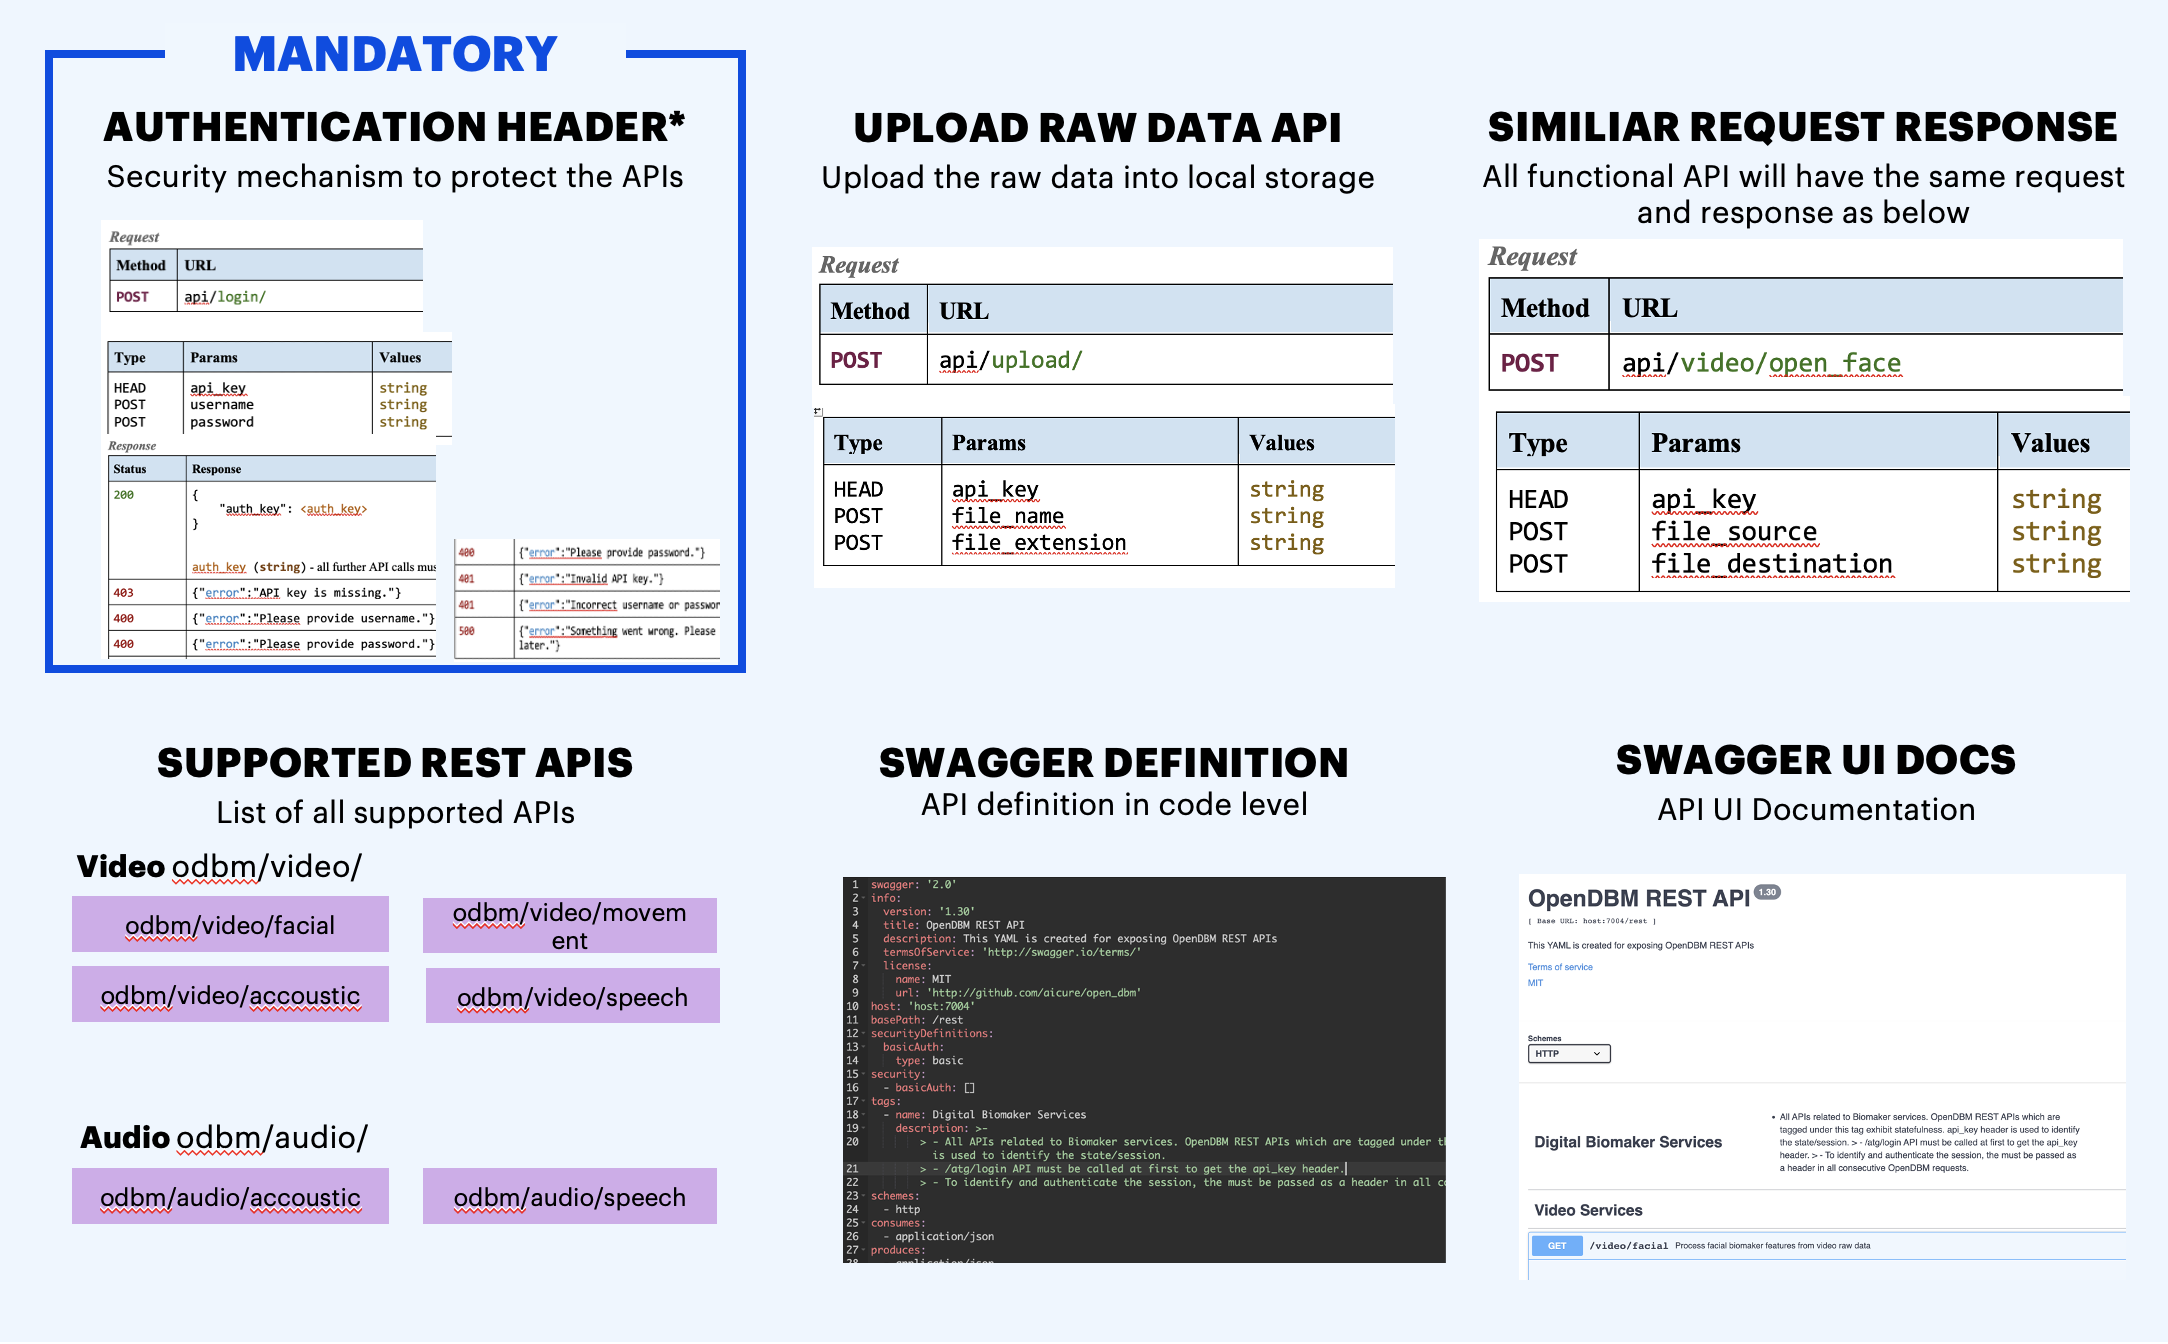 MANDATORY
AUTHENTICATION HEADER*
Security mechanism to protect the APIs
Request
Method URL
POST api/login/
Type Params Values
HEAD api_key string
POST username string
POST password string
Response
Status Response
200 {
"auth_key": <auth_key>
}
auth_key (string) - all further API calls mus
403 {"error":"API key is missing."}
400 {"error":"Please provide username."}
400 {"error":"Please provide password."}
400 {"error":"Please provide password."}
401 {"error":"Invalid API key."}
401 {"error":"Incorrect username or passwor
500 {"error":"Something went wrong. Please
later."}
UPLOAD RAW DATA API
Upload the raw data into local storage
Request
Method URL
POST api/upload/
Type Params Values
HEAD api_key string
POST file_name string
POST file_extension string
SIMILIAR REQUEST RESPONSE
All functional API will have the same request
and response as below
Request
Method URL
POST api/video/open_face
Type Params Values
HEAD api_key string
POST file_source string
POST file_destination string
SUPPORTED REST APIS
List of all supported APIs
Video odbm/video/
odbm/video/facial
odbm/video/movem
ent
odbm/video/accoustic
odbm/video/speech
Audio odbm/audio/
odbm/audio/accoustic
odbm/audio/speech
SWAGGER DEFINITION
API definition in code level
1 swagger: '2.0'
2 info:
3 version: '1.30'
4 title: OpenDBM REST API
5 description: This YAML is created for exposing OpenDBM REST APIs
6 termsOfService: 'http://swagger.io/terms/'
7 license:
8 name: MIT
9 url: 'http://github.com/aicure/open_dbm'
10 host: 'host:7004'
11 basePath: /rest
12 securityDefinitions:
13 basicAuth:
14 type: basic
15 security:
16 - basicAuth: []
17 tags:
18 - name: Digital Biomaker Services
19 description: >-
20 > - All APIs related to Biomaker services. OpenDBM REST APIs which are tagged under th
is used to identify the state/session.
21 > - /atg/login API must be called at first to get the api_key header.
22 > - To identify and authenticate the session, the must be passed as a header in all co
23 schemes:
24 - http
25 consumes:
26 - application/json
27 produces:
28 - application/json
SWAGGER UI DOCS
API UI Documentation
OpenDBM REST API 1.30
[ Base URL: host:7004/rest ]
This YAML is created for exposing OpenDBM REST APIs
Terms of service
MIT
Schemes
HTTP
Digital Biomaker Services
• All APIs related to Biomaker services. OpenDBM REST APIs which are
tagged under this tag exhibit statefulness. api_key header is used to identify
the state/session. > - /atg/login API must be called at first to get the api_key
header. > - To identify and authenticate the session, the must be passed as
a header in all consecutive OpenDBM requests.
Video Services
GET /video/facial Process facial biomaker features from video raw data